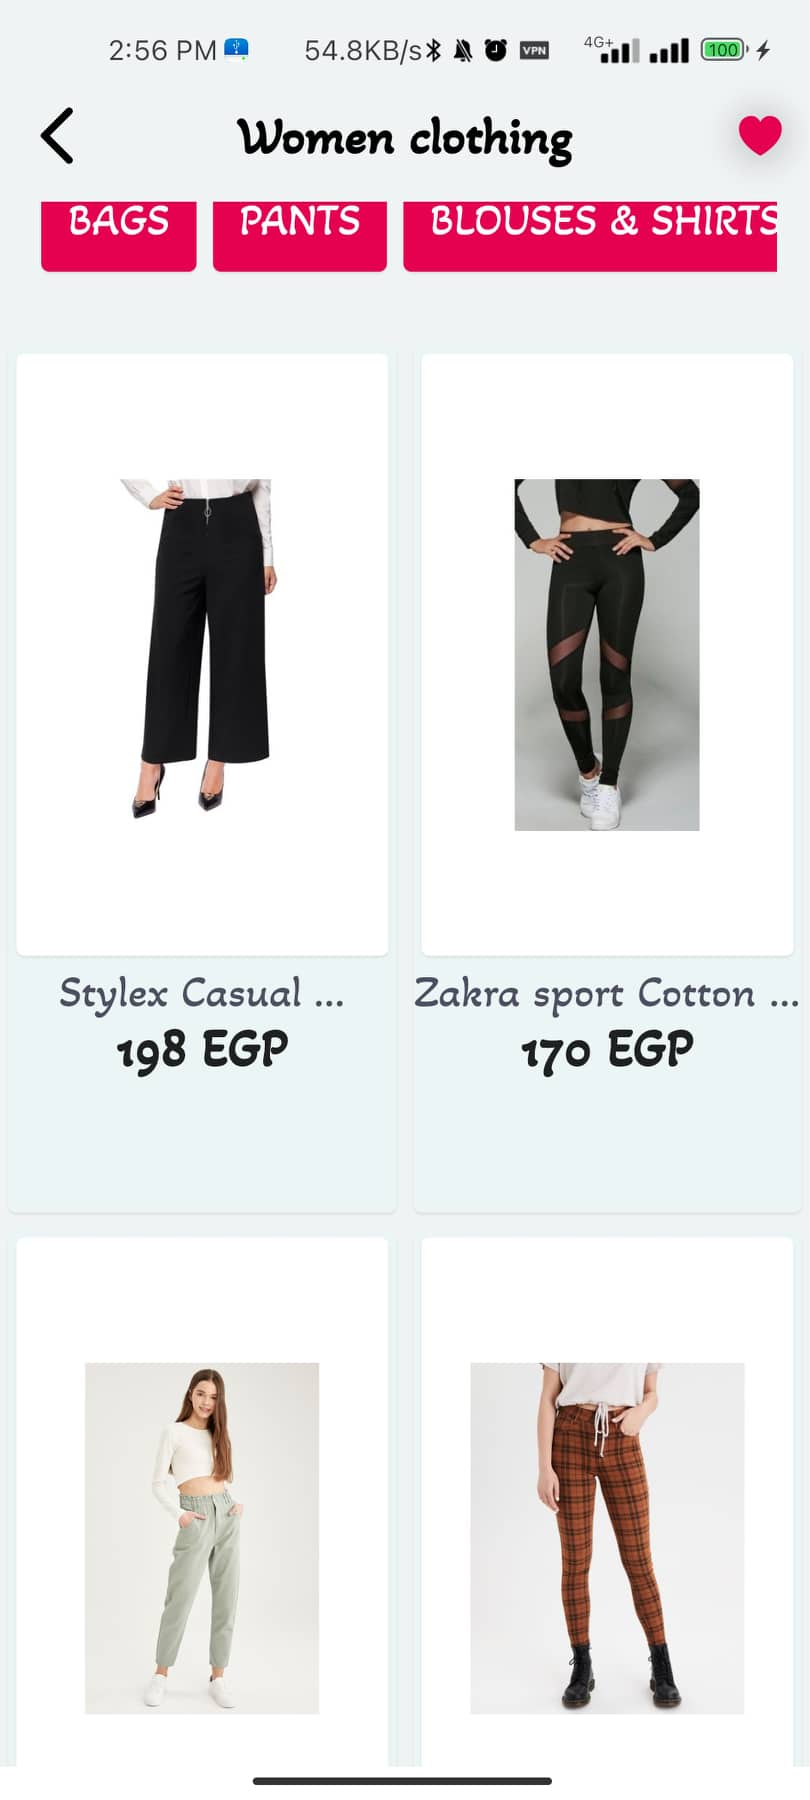 2:56 PM 54.8KB/s VPN 4G+ 100
Women clothing
BAGS PANTS BLOUSES & SHIRTS
Stylex Casual ... Zakra sport Cotton ...
198 EGP 170 EGP